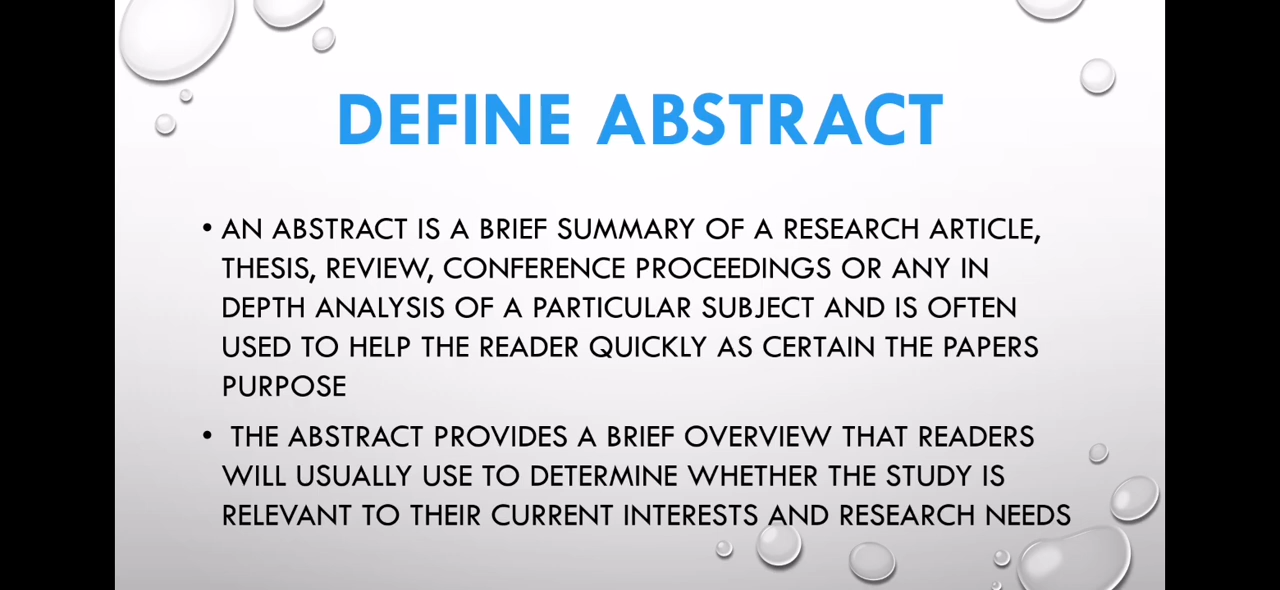 DEFINE ABSTRACT
• AN ABSTRACT IS A BRIEF SUMMARY OF A RESEARCH ARTICLE,
THESIS, REVIEW, CONFERENCE PROCEEDINGS OR ANY IN
DEPTH ANALYSIS OF A PARTICULAR SUBJECT AND IS OFTEN
USED TO HELP THE READER QUICKLY AS CERTAIN THE PAPERS
PURPOSE
• THE ABSTRACT PROVIDES A BRIEF OVERVIEW THAT READERS
WILL USUALLY USE TO DETERMINE WHETHER THE STUDY IS
RELEVANT TO THEIR CURRENT INTERESTS AND RESEARCH NEEDS